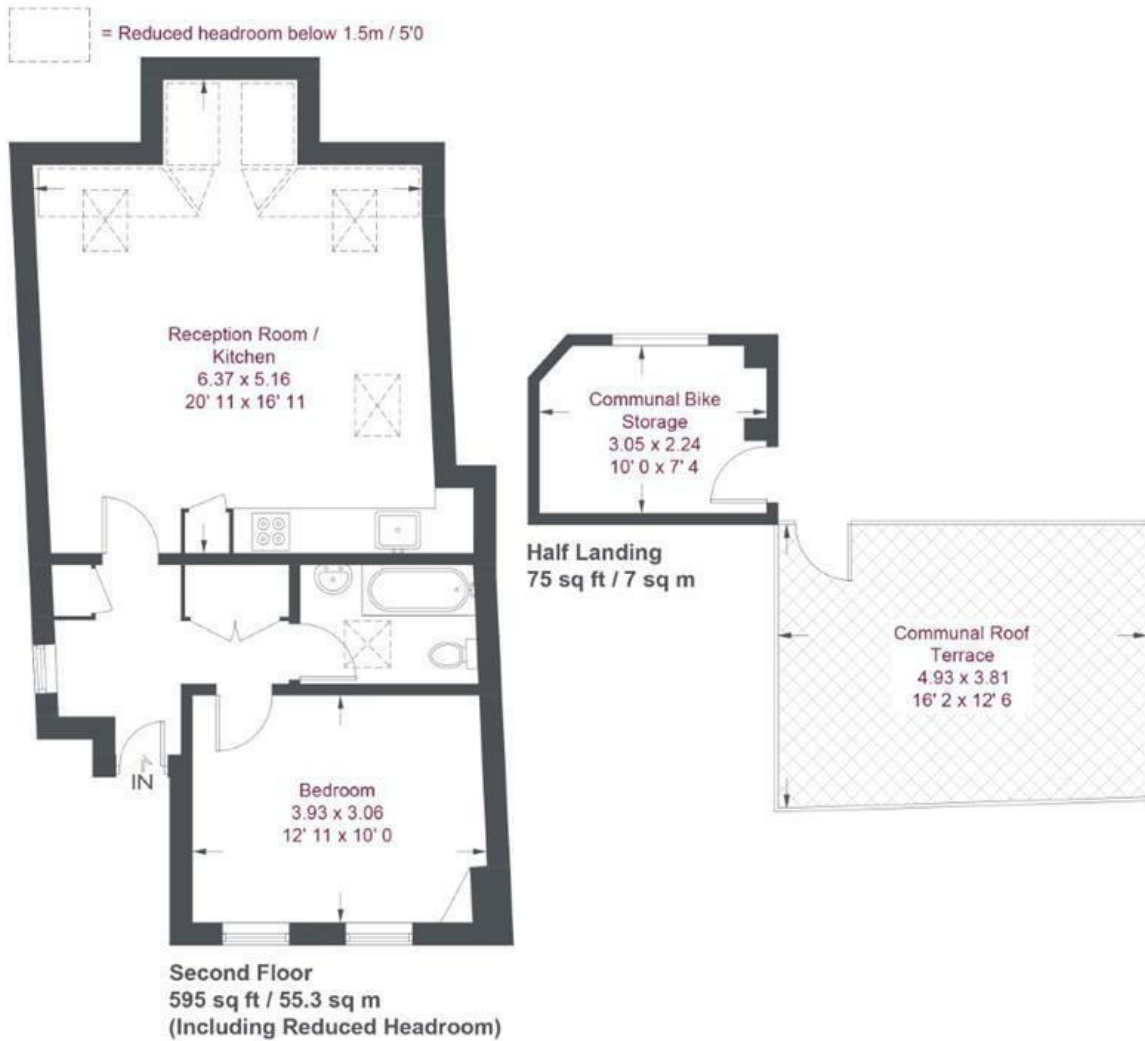 = Reduced headroom below 1.5m / 5'0
Reception Room /
Kitchen
6.37 x 5.16
20' 11 x 16' 11
Communal Bike
Storage
3.05 x 2.24
10' 0 x 7' 4
Half Landing
75 sq ft / 7 sq m
Communal Roof
Terrace
4.93 x 3.81
16' 2 x 12' 6
IN
Bedroom
3.93 x 3.06
12' 11 x 10' 0
Second Floor
595 sq ft / 55.3 sq m
(Including Reduced Headroom)